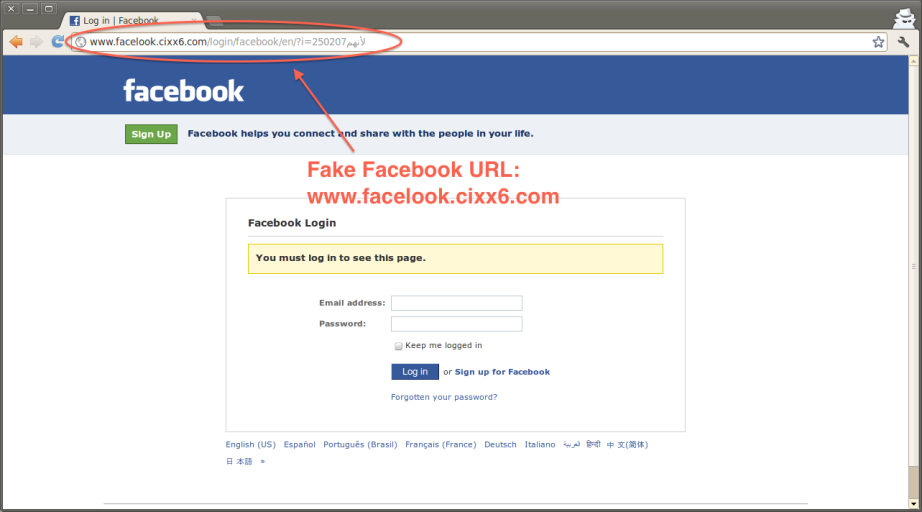 Log in | Facebook
www.facelook.cixx6.com/login/facebook/en/?i=250207لأنهم
facebook
Sign Up Facebook helps you connect and share with the people in your life.
Fake Facebook URL:
www.facelook.cixx6.com
Facebook Login
You must log in to see this page.
Email address:
Password:
Keep me logged in
Log in or Sign up for Facebook
Forgotten your password?
English (US) Español Português (Brasil) Français (France) Deutsch Italiano العربية हिन्दी 中文(简体)
日本語 »